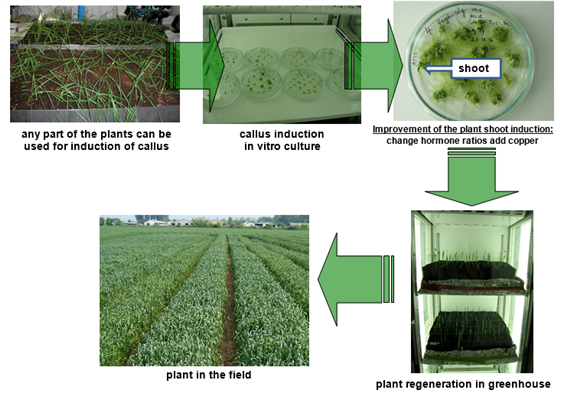 shoot
any part of the plants can be
used for induction of callus
callus induction
in vitro culture
Improvement of the plant shoot induction:
change hormone ratios add copper
plant in the field
plant regeneration in greenhouse